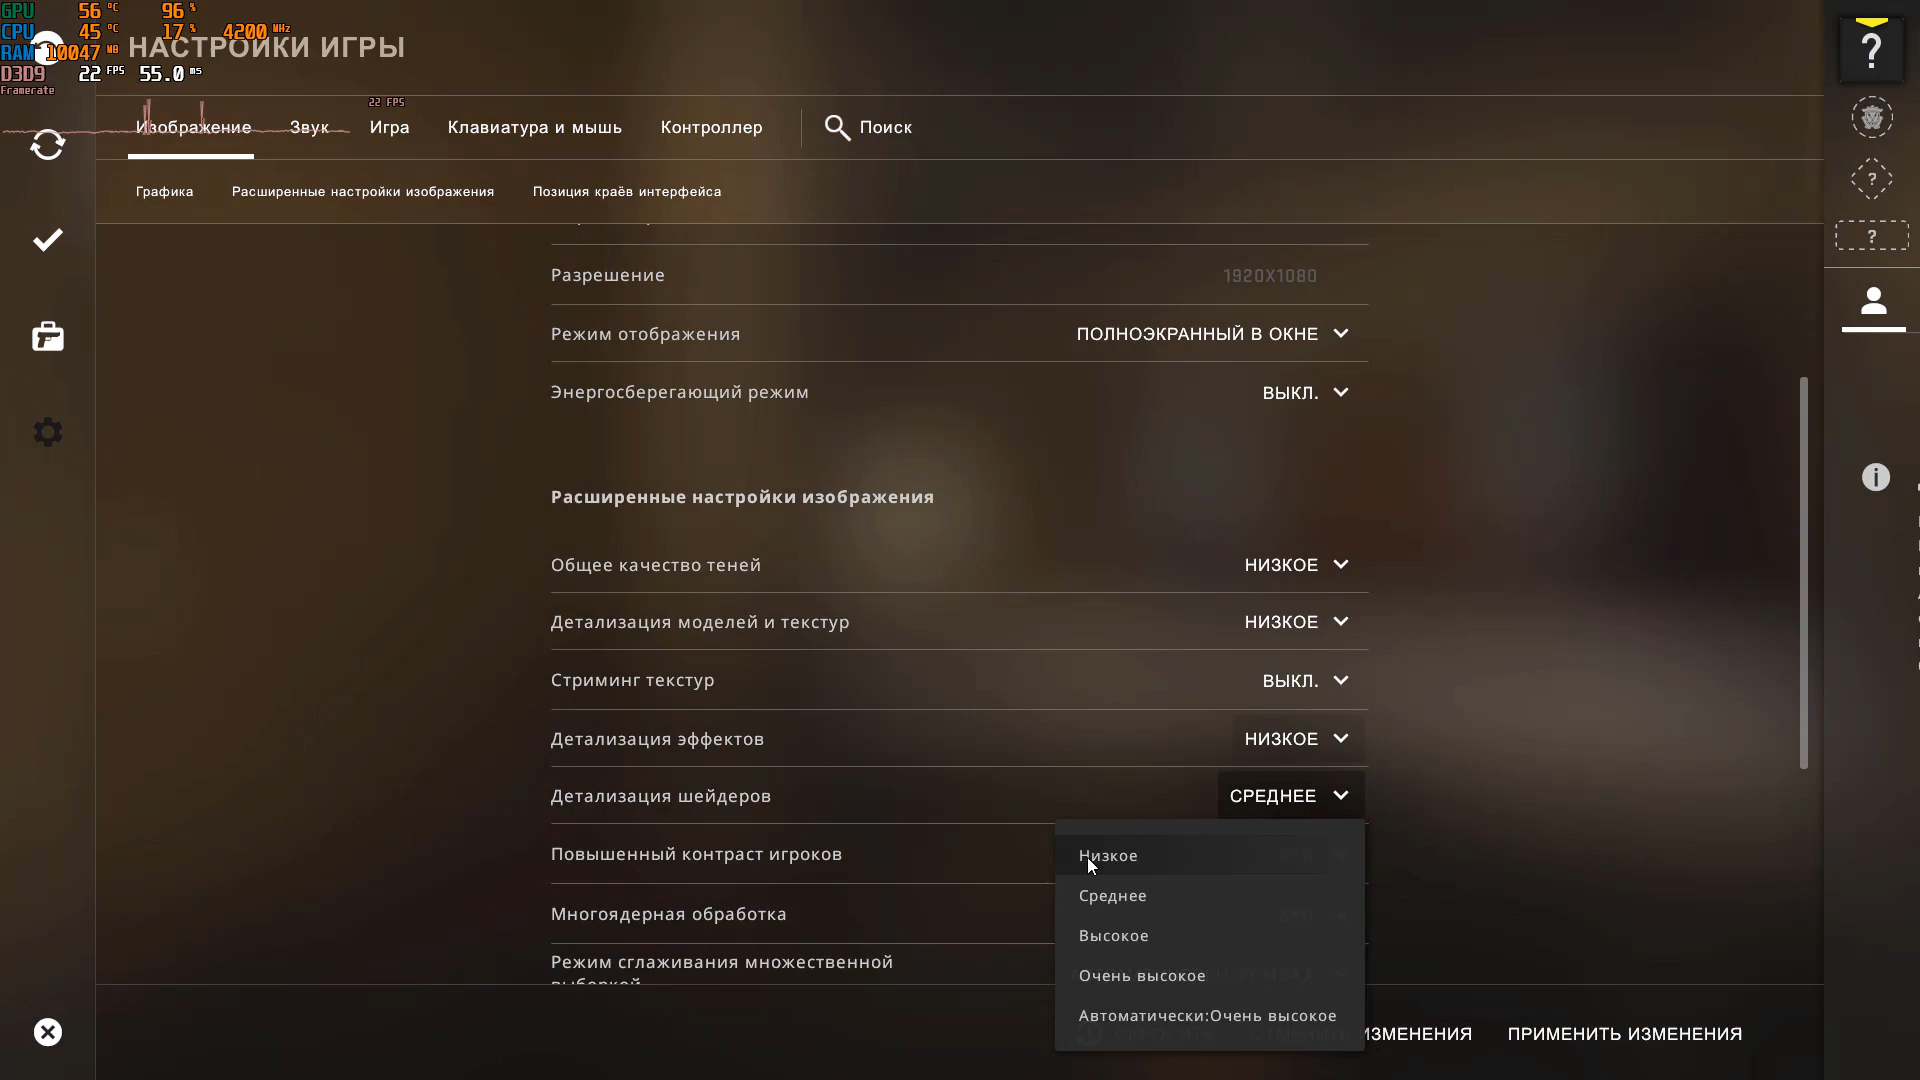 GPU 56 °C 96 %
CPU 45 °C 17 % 4200 MHz
RAM 10047 MB
D3D9 22 FPS 55.0 ms
Framerate
22 FPS
НАСТРОЙКИ ИГРЫ
?
Изображение Звук Игра Клавиатура и мышь Контроллер Поиск
Графика Расширенные настройки изображения Позиция краёв интерфейса
?
?
Разрешение 1920X1080
Режим отображения ПОЛНОЭКРАННЫЙ В ОКНЕ
Энергосберегающий режим ВЫКЛ.
Расширенные настройки изображения
Общее качество теней НИЗКОЕ
Детализация моделей и текстур НИЗКОЕ
Стриминг текстур ВЫКЛ.
Детализация эффектов НИЗКОЕ
Детализация шейдеров СРЕДНЕЕ
Повышенный контраст игроков
Низкое
Среднее
Многоядерная обработка
Высокое
Режим сглаживания множественной
выборкой
Очень высокое
Автоматически:Очень высокое
ИЗМЕНЕНИЯ ПРИМЕНИТЬ ИЗМЕНЕНИЯ